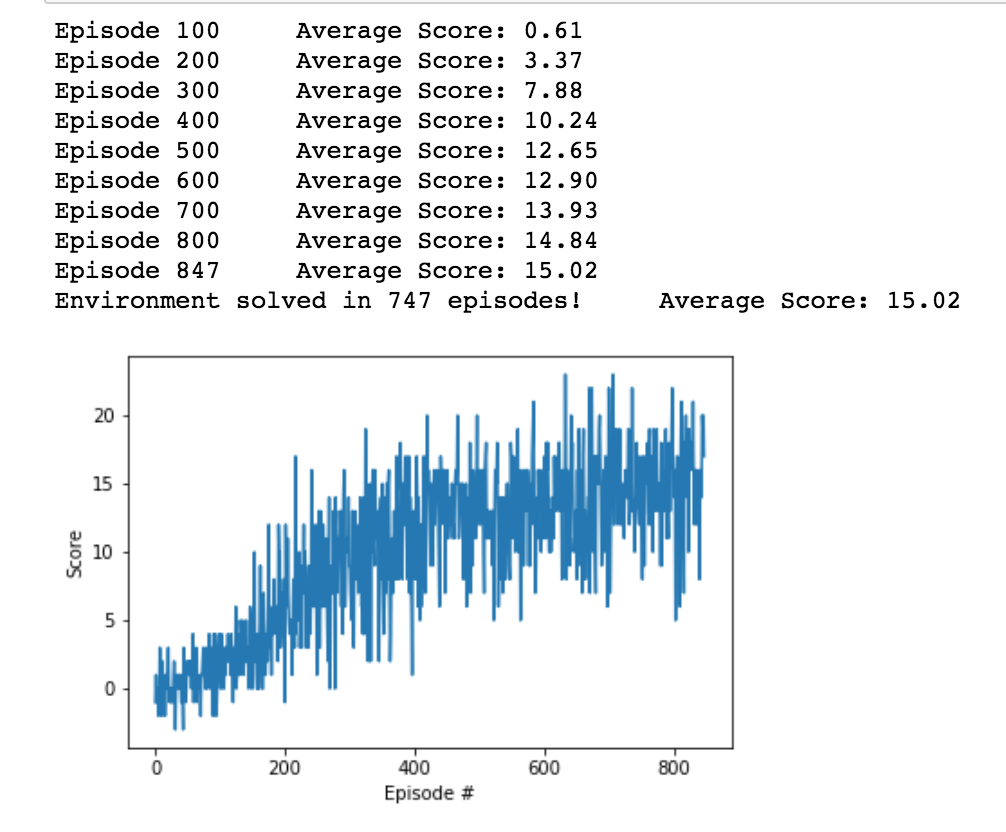 Episode 100 Average Score: 0.61
Episode 200 Average Score: 3.37
Episode 300 Average Score: 7.88
Episode 400 Average Score: 10.24
Episode 500 Average Score: 12.65
Episode 600 Average Score: 12.90
Episode 700 Average Score: 13.93
Episode 800 Average Score: 14.84
Episode 847 Average Score: 15.02
Environment solved in 747 episodes! Average Score: 15.02
20
15
10
5
0
Score
0 200 400 600 800
Episode #